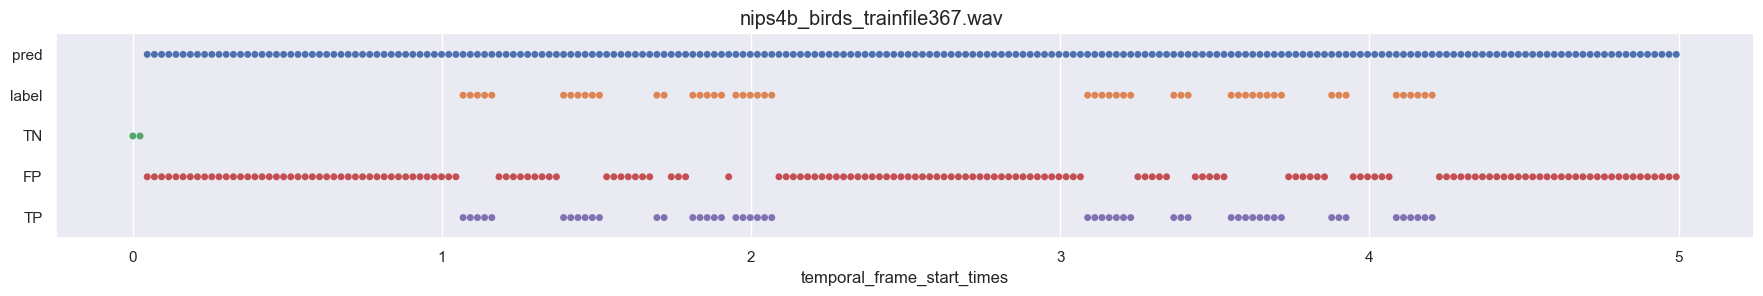 nips4b_birds_trainfile367.wav
pred
label
TN
FP
TP
0 1 2 3 4 5
temporal_frame_start_times